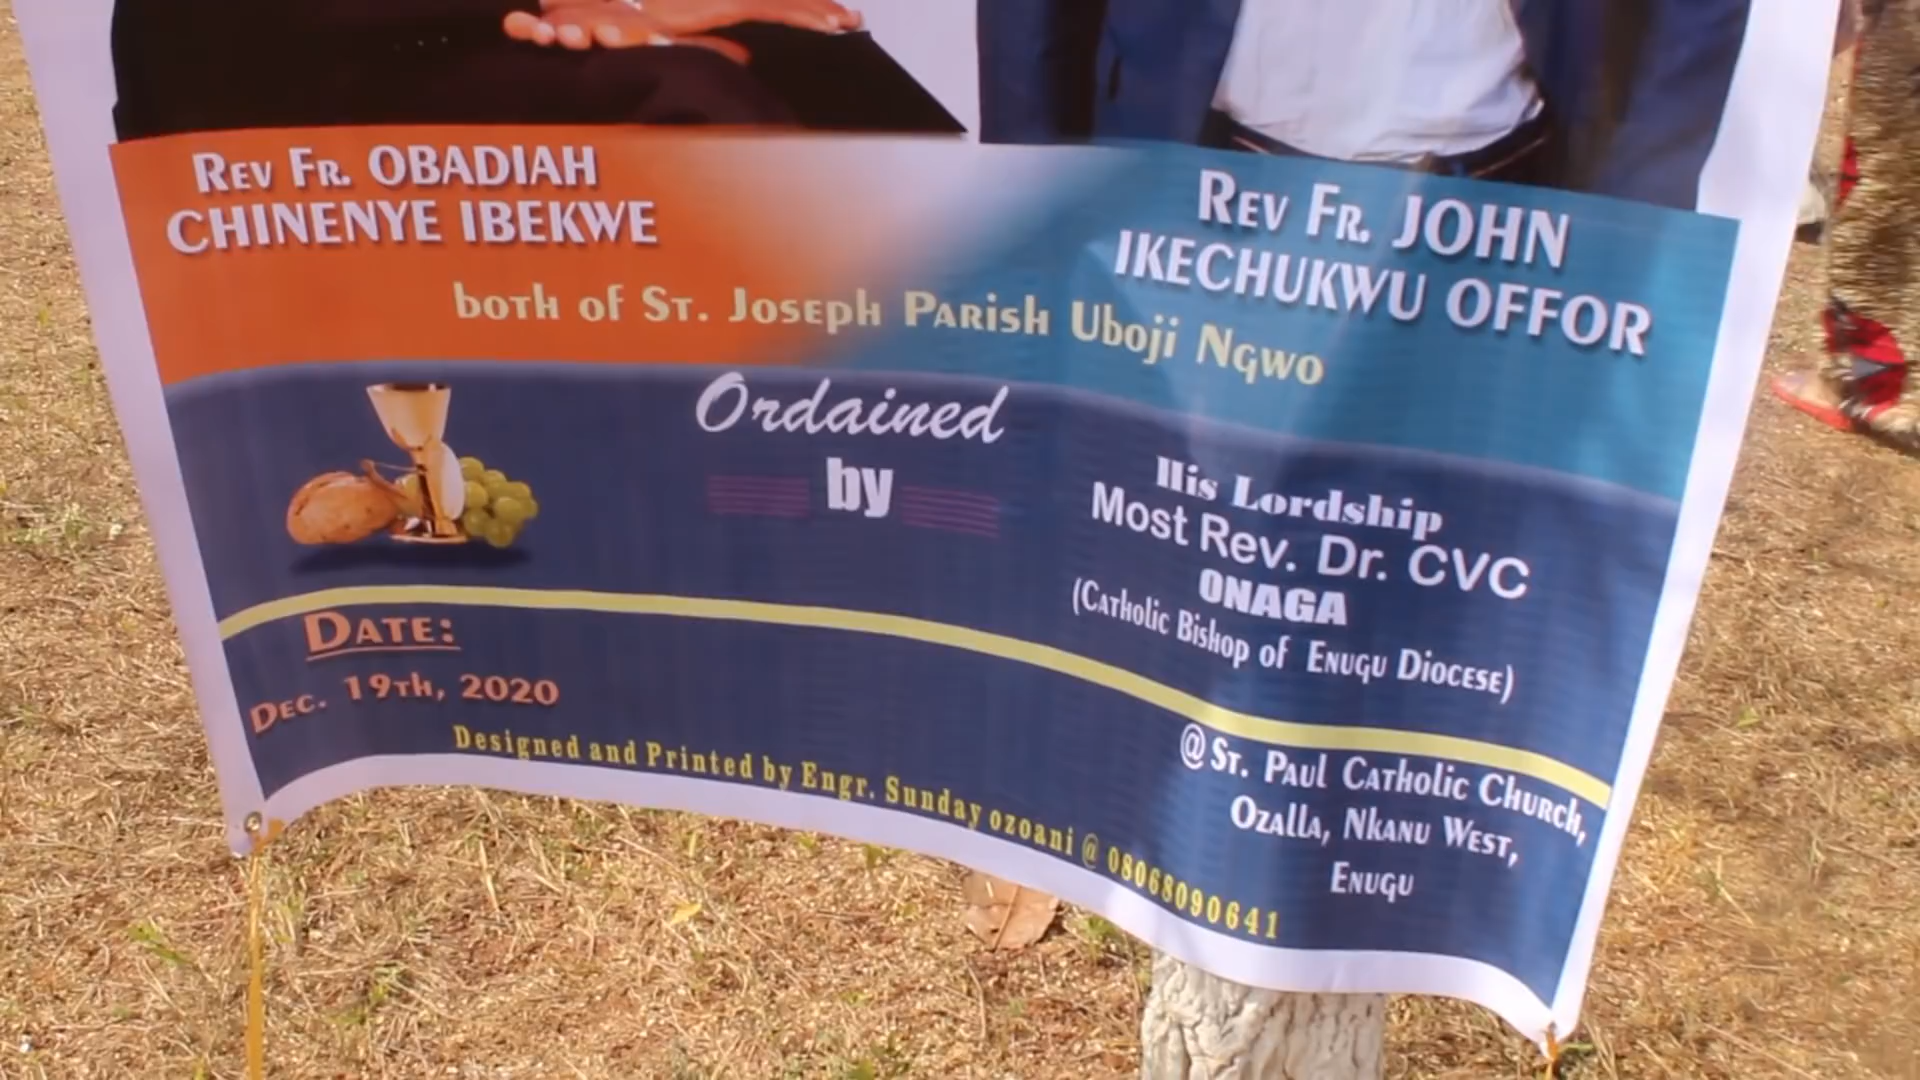 Rev Fr. OBADIAH
CHINENYE IBEKWE
Rev Fr. JOHN
IKECHUKWU OFFOR
both of St. Joseph Parish Uboji Ngwo
Ordained
by
His Lordship
Most Rev. Dr. CVC
ONAGA
(Catholic Bishop of Enugu Diocese)
Date:
Dec. 19th, 2020
@ St. Paul Catholic Church,
Ozalla, Nkanu West,
Enugu
Designed and Printed by Engr. Sunday ozoani @ 08068090641